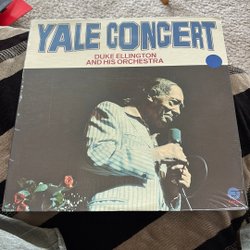 YALE CONCERT
DUKE ELLINGTON
AND HIS ORCHESTRA